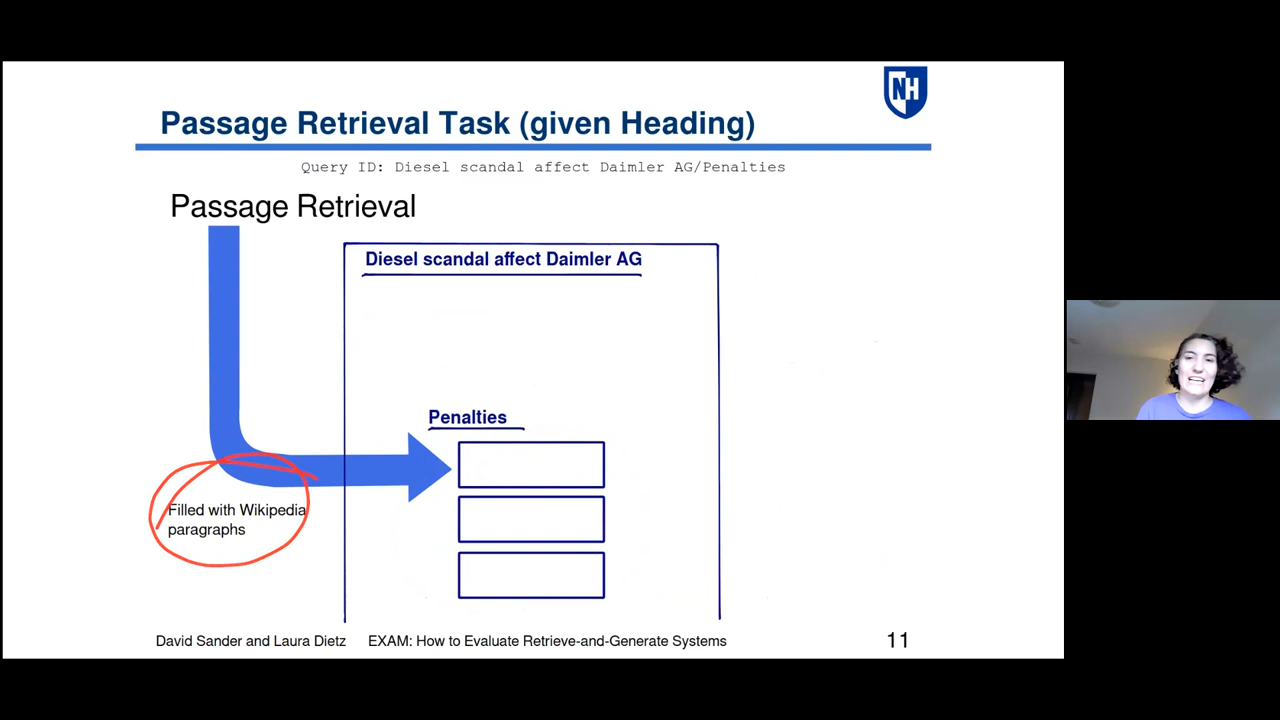 NH
Passage Retrieval Task (given Heading)
Query ID: Diesel scandal affect Daimler AG/Penalties
Passage Retrieval
Diesel scandal affect Daimler AG
Penalties
Filled with Wikipedia
paragraphs
David Sander and Laura Dietz EXAM: How to Evaluate Retrieve-and-Generate Systems 11